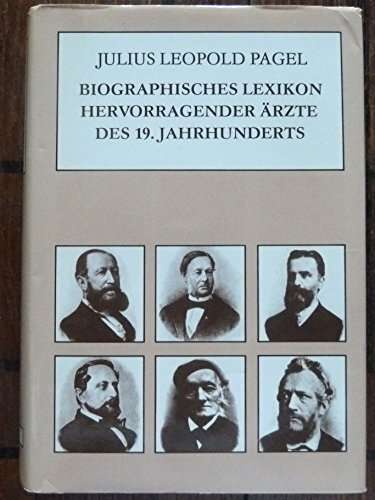 JULIUS LEOPOLD PAGEL
BIOGRAPHISCHES LEXIKON
HERVORRAGENDER ÄRZTE
DES 19. JAHRHUNDERTS